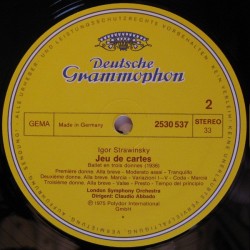 Deutsche
Grammophon
2
GEMA
Made in Germany
2530 537
STEREO
33
Igor Strawinsky
Jeu de cartes
Ballet en trois donnes (1936)
Première donne. Alla breve - Moderato assai - Tranquillo
Deuxième donne. Alla breve - Marcia - Variazioni I-V - Coda - Marcia
Troisième donne. Alla breve - Valse - Presto - Tempo del principio
London Symphony Orchestra
Dirigent: Claudio Abbado
℗ 1975 Polydor International
GmbH